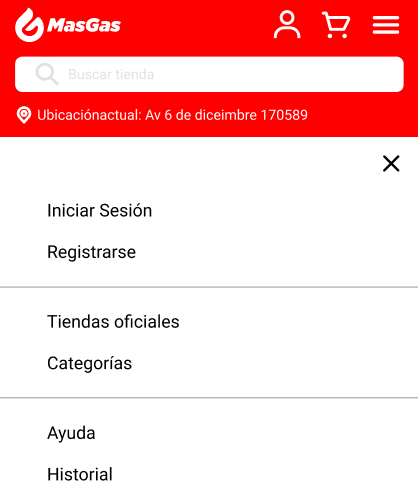 MasGas
Buscar tienda
Ubicaciónactual: Av 6 de diceimbre 170589
Iniciar Sesión
Registrarse
Tiendas oficiales
Categorías
Ayuda
Historial